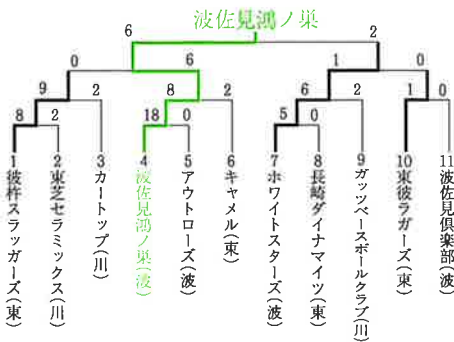 波佐見鴻ノ巣
6 2
0 6 1 0
9 2 8 2 6 2 1 0
8 2 18 0 5 0
1 彼杵スラッガーズ(東)
2 東芝セラミックス(川)
3 カートップ(川)
4 波佐見鴻ノ巣(波)
5 アウトローズ(波)
6 キャメル(東)
7 ホワイトスターズ(波)
8 長崎ダイナマイツ(東)
9 ガッツベースボールクラブ(川)
10 東彼ラガーズ(東)
11 波佐見倶楽部(波)